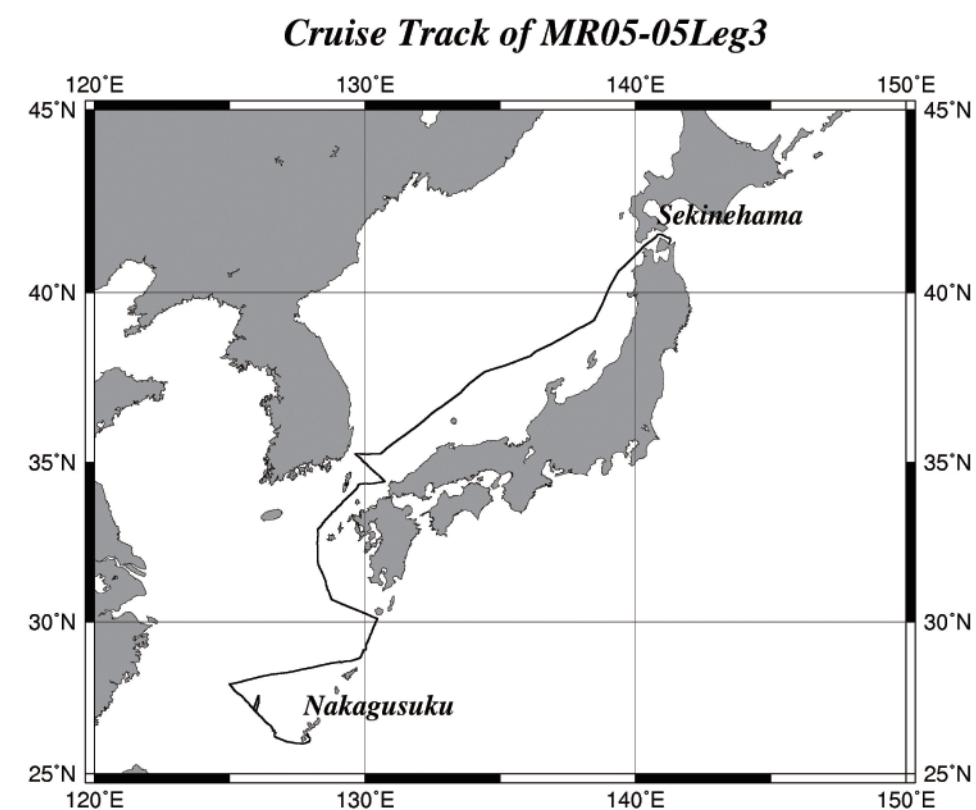 Cruise Track of MR05-05Leg3
120˚E 130˚E 140˚E 150˚E
45˚N 45˚N
Sekinehama
40˚N 40˚N
35˚N 35˚N
30˚N 30˚N
Nakagusuku
25˚N 25˚N
120˚E 130˚E 140˚E 150˚E